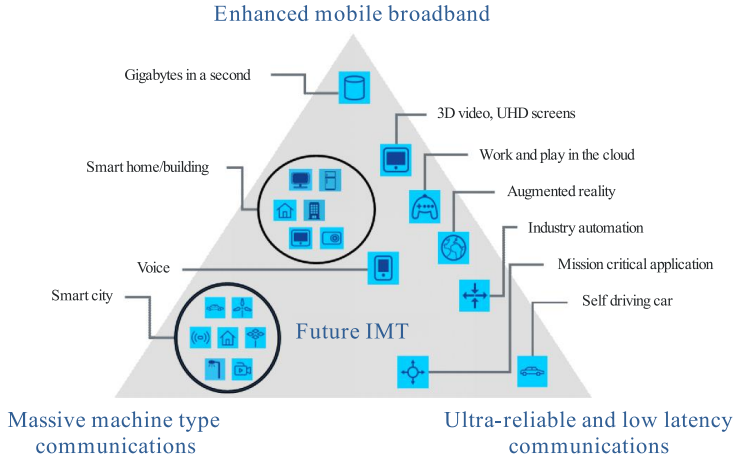 Enhanced mobile broadband
Gigabytes in a second
3D video, UHD screens
Smart home/building
Work and play in the cloud
Augmented reality
Industry automation
Voice
Mission critical application
Smart city
Self driving car
Future IMT
Massive machine type
communications
Ultra-reliable and low latency
communications